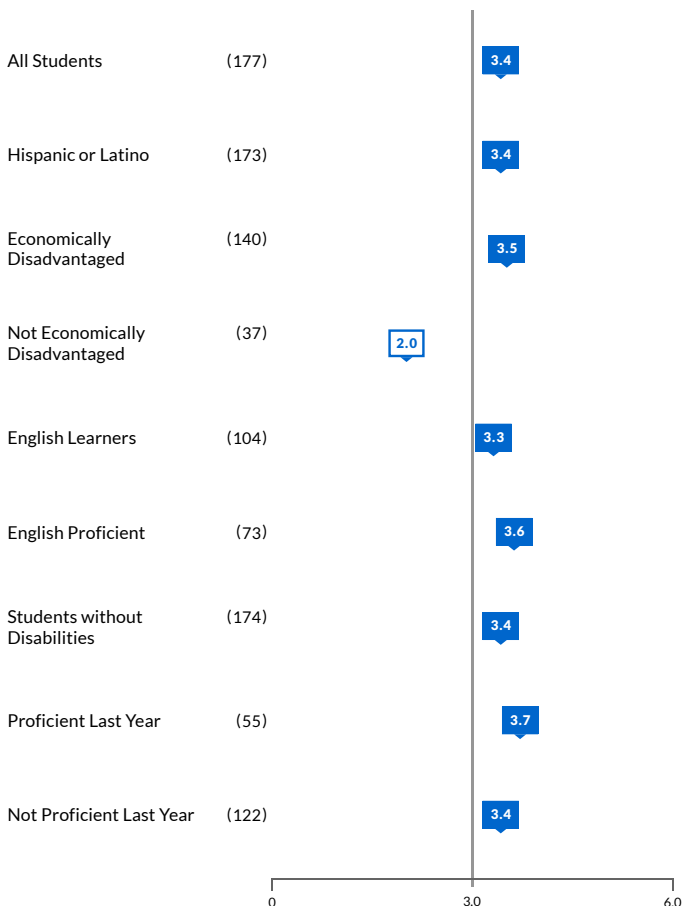 All Students (177) 3.4
Hispanic or Latino (173) 3.4
Economically (140)
Disadvantaged 3.5
Not Economically (37)
Disadvantaged 2.0
English Learners (104) 3.3
English Proficient (73) 3.6
Students without (174)
Disabilities 3.4
Proficient Last Year (55) 3.7
Not Proficient Last Year (122) 3.4
0 3.0 6.0